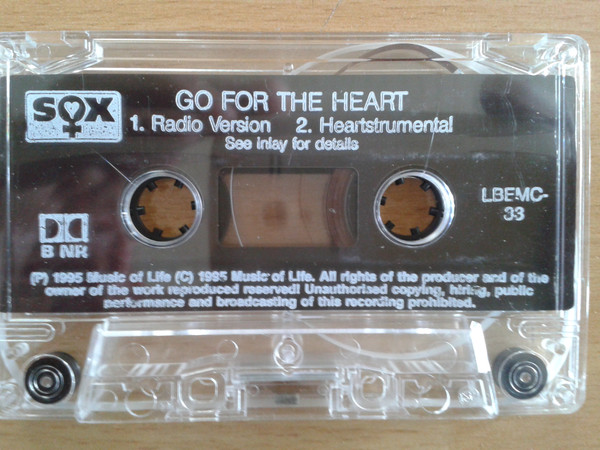 SOX
GO FOR THE HEART
1. Radio Version 2. Heartstrumental
See inlay for details
LBEMC-
33
B NR
(P) 1995 Music of Life (C) 1995 Music of Life. All rights of the producer and of the
owner of the work reproduced reserved! Unauthorised copying, hiring, public
performance and broadcasting of this recording prohibited.